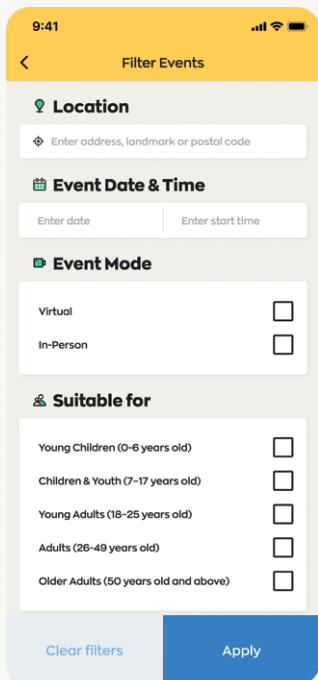 9:41
Filter Events
Location
Enter address, landmark or postal code
Event Date & Time
Enter date
Enter start time
Event Mode
Virtual
In-Person
Suitable for
Young Children (0-6 years old)
Children & Youth (7-17 years old)
Young Adults (18-25 years old)
Adults (26-49 years old)
Older Adults (50 years old and above)
Clear filters
Apply